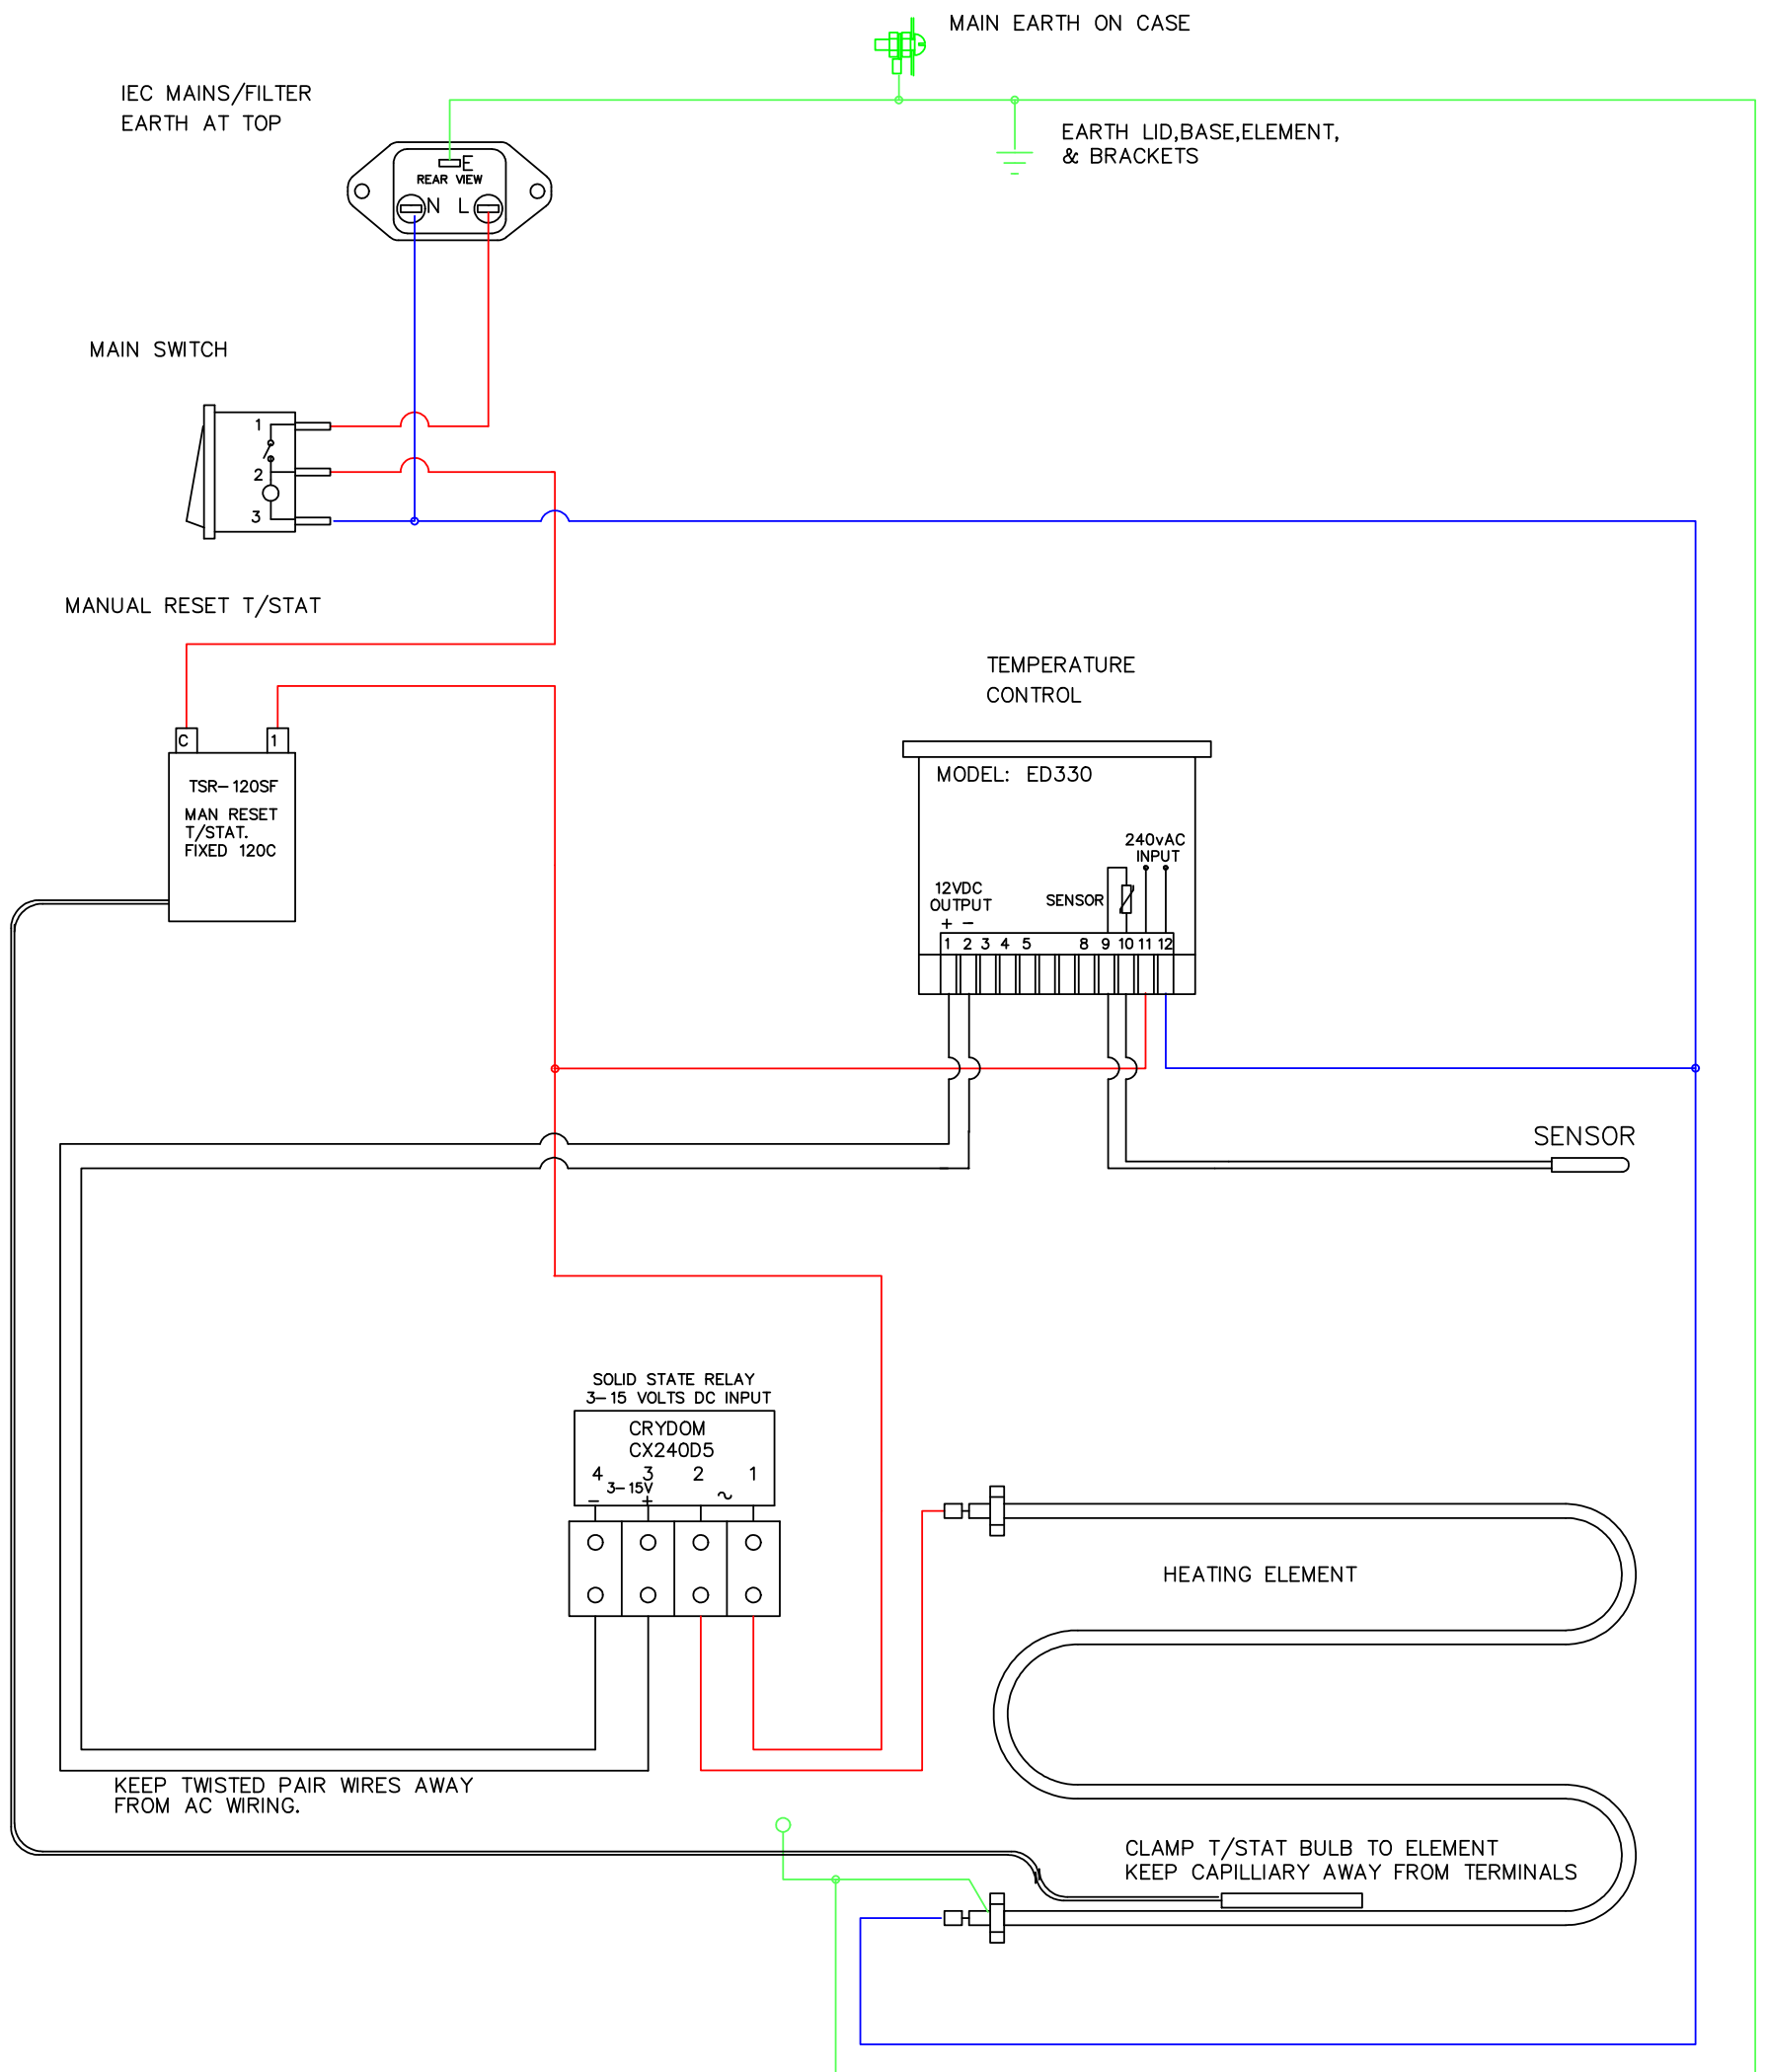 MAIN EARTH ON CASE
IEC MAINS/FILTER
EARTH AT TOP
EARTH LID,BASE,ELEMENT,
& BRACKETS
E
REAR VIEW
N L
MAIN SWITCH
1
2
3
MANUAL RESET T/STAT
TEMPERATURE
CONTROL
C 1
TSR-120SF
MAN RESET
T/STAT.
FIXED 120C
MODEL: ED330
240vAC
INPUT
12VDC
OUTPUT
SENSOR
+ -
1 2 3 4 5 8 9 10 11 12
SENSOR
SOLID STATE RELAY
3-15 VOLTS DC INPUT
CRYDOM
CX240D5
4 3 2 1
3-15V
- + ~
HEATING ELEMENT
KEEP TWISTED PAIR WIRES AWAY
FROM AC WIRING.
CLAMP T/STAT BULB TO ELEMENT
KEEP CAPILLIARY AWAY FROM TERMINALS